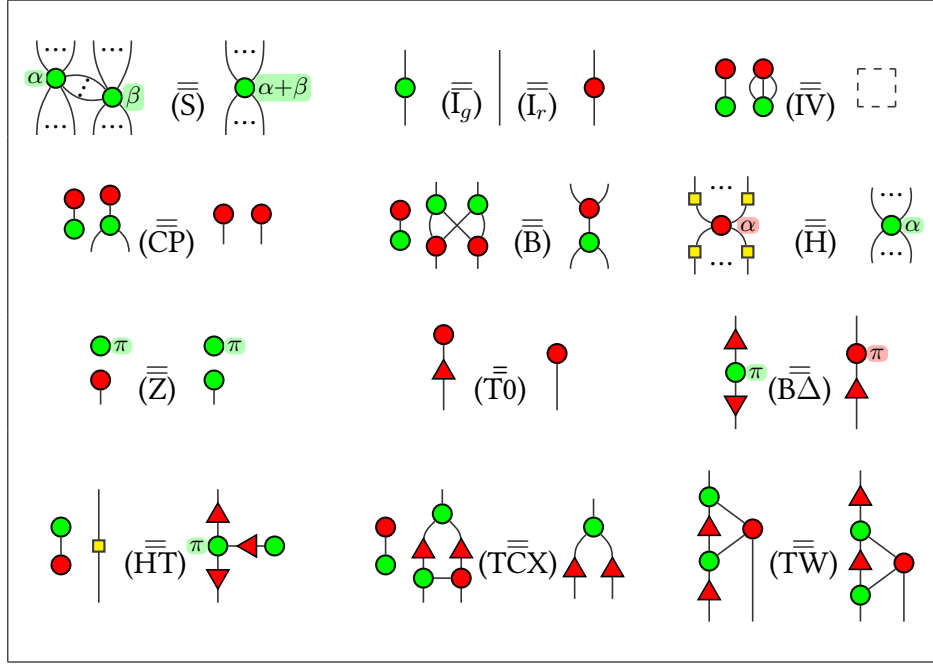 ... ...
α β (S) α+β
... ... ...
(I_g) (I_r)
(IV)
(CP)
(B)
... α ... (H) ... α ...
π (Z) π
(T0)
π (BΔ) π
(HT) π
(TCX)
(TW)